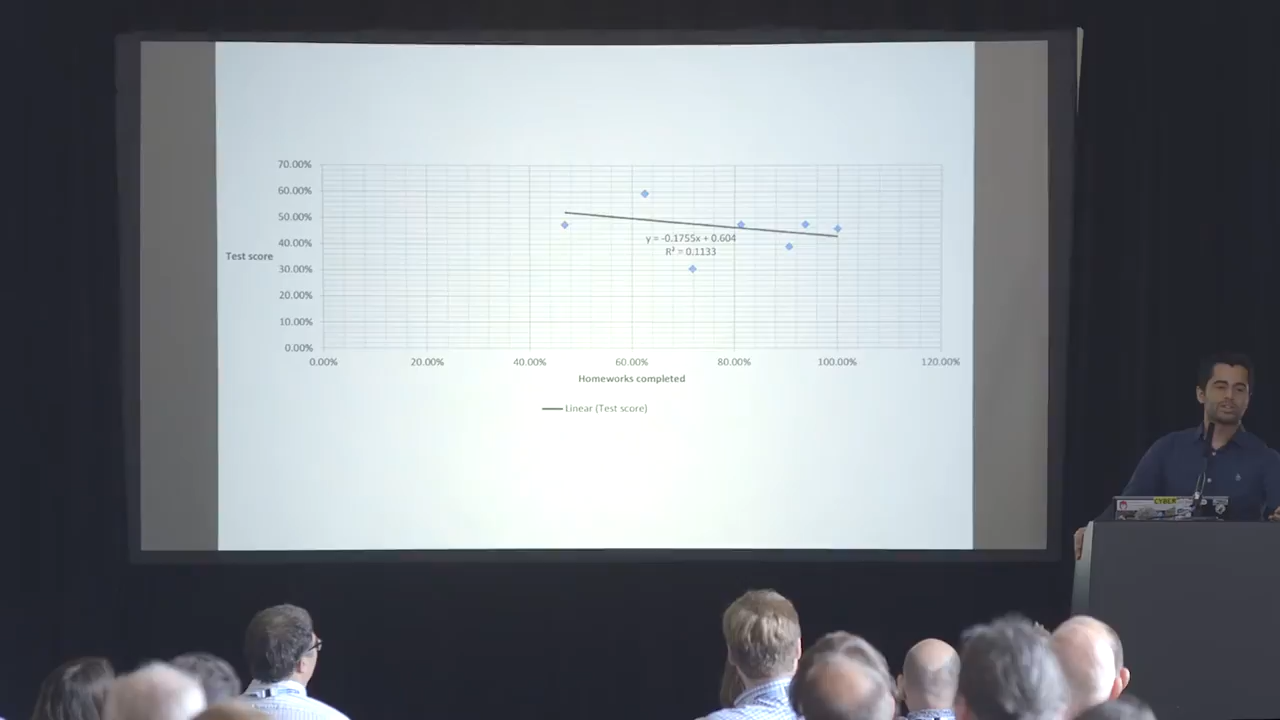 70.00%
60.00%
50.00%
40.00%
30.00%
20.00%
10.00%
0.00%
Test score
y = -0.1755x + 0.604
R² = 0.1133
0.00% 20.00% 40.00% 60.00% 80.00% 100.00% 120.00%
Homeworks completed
Linear (Test score)
CYBER